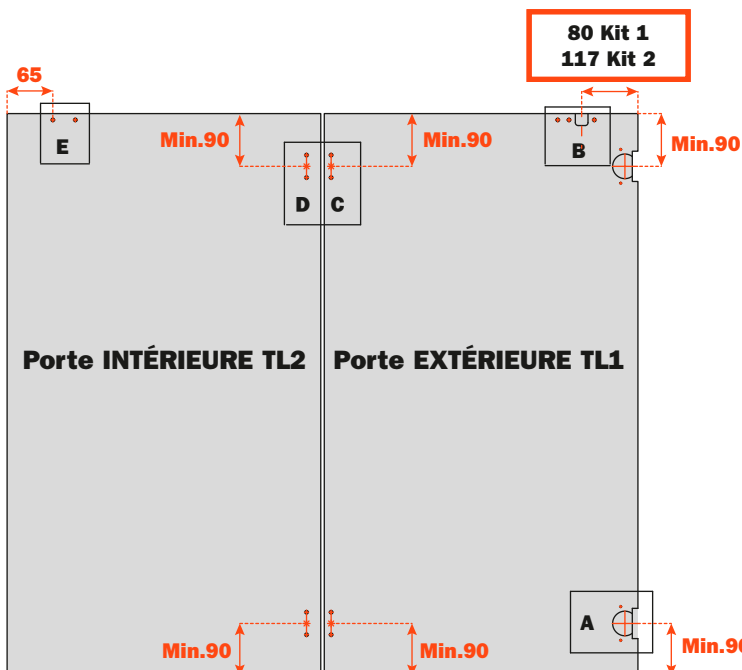 80 Kit 1
117 Kit 2
65
E
Min.90
Min.90
B
Min.90
D
C
Porte INTÉRIEURE TL2
Porte EXTÉRIEURE TL1
A
Min.90
Min.90
Min.90